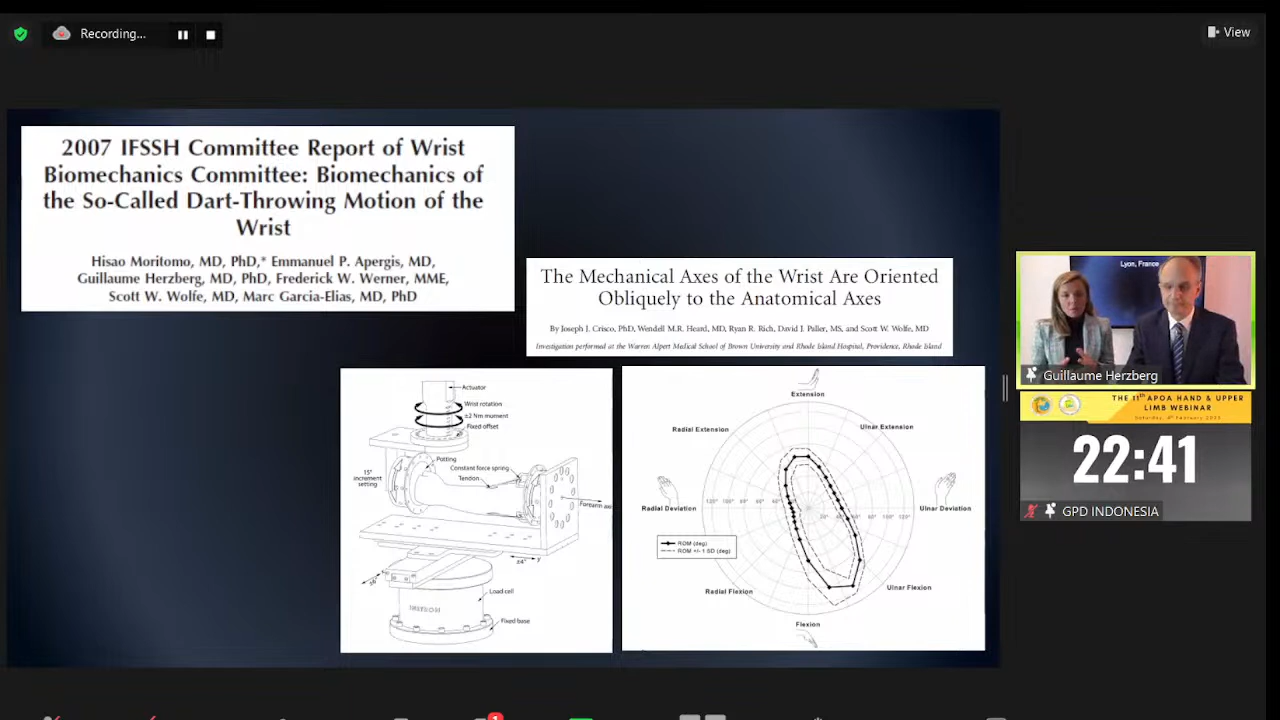 Recording...
View
2007 IFSSH Committee Report of Wrist
Biomechanics Committee: Biomechanics of
the So-Called Dart-Throwing Motion of the
Wrist
Hisao Moritomo, MD, PhD,* Emmanuel P. Apergis, MD,
Guillaume Herzberg, MD, PhD, Frederick W. Werner, MME,
Scott W. Wolfe, MD, Marc Garcia-Elias, MD, PhD
The Mechanical Axes of the Wrist Are Oriented
Obliquely to the Anatomical Axes
By Joseph J. Crisco, PhD, Wendell M.R. Heard, MD, Ryan R. Rich, MD, David J. Paller, MS, and Scott W. Wolfe, MD
Investigation performed at the Warren Alpert Medical School of Brown University and Rhode Island Hospital, Providence, Rhode Island
Actuator
Wrist rotation
±2 Nm mument
Fixed offset
Potting
15°
increment
setting
Constant force spring
Tendon
Forearm
±4°
y
Load cell
INSTRON
Fixed base
Extension
Radial Extension
Ulnar Extension
Radial Deviation
Ulnar Deviation
ROM (deg)
ROM +/- 1 SD (deg)
Radial Flexion
Ulnar Flexion
Flexion
Lyon, France
Guillaume Herzberg
THE 11th APOA HAND & UPPER
LIMB WEBINAR
22:41
GPD INDONESIA
1